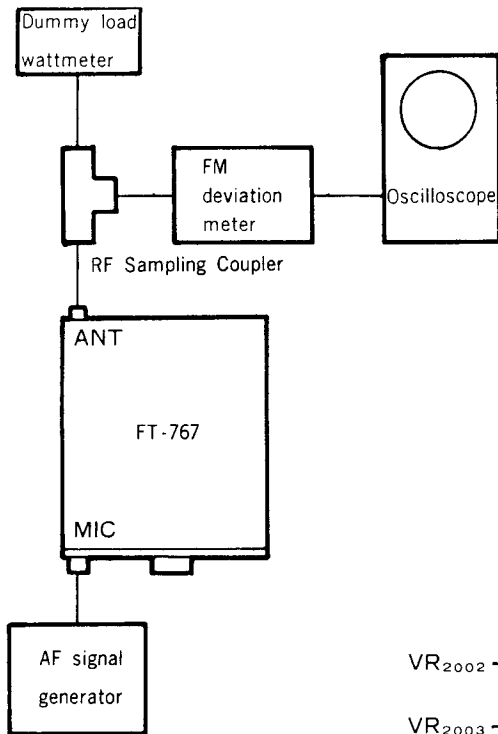 Dummy load
wattmeter
FM
deviation
meter
Oscilloscope
RF Sampling Coupler
ANT
FT-767
MIC
AF signal
generator
VR2002
VR2003